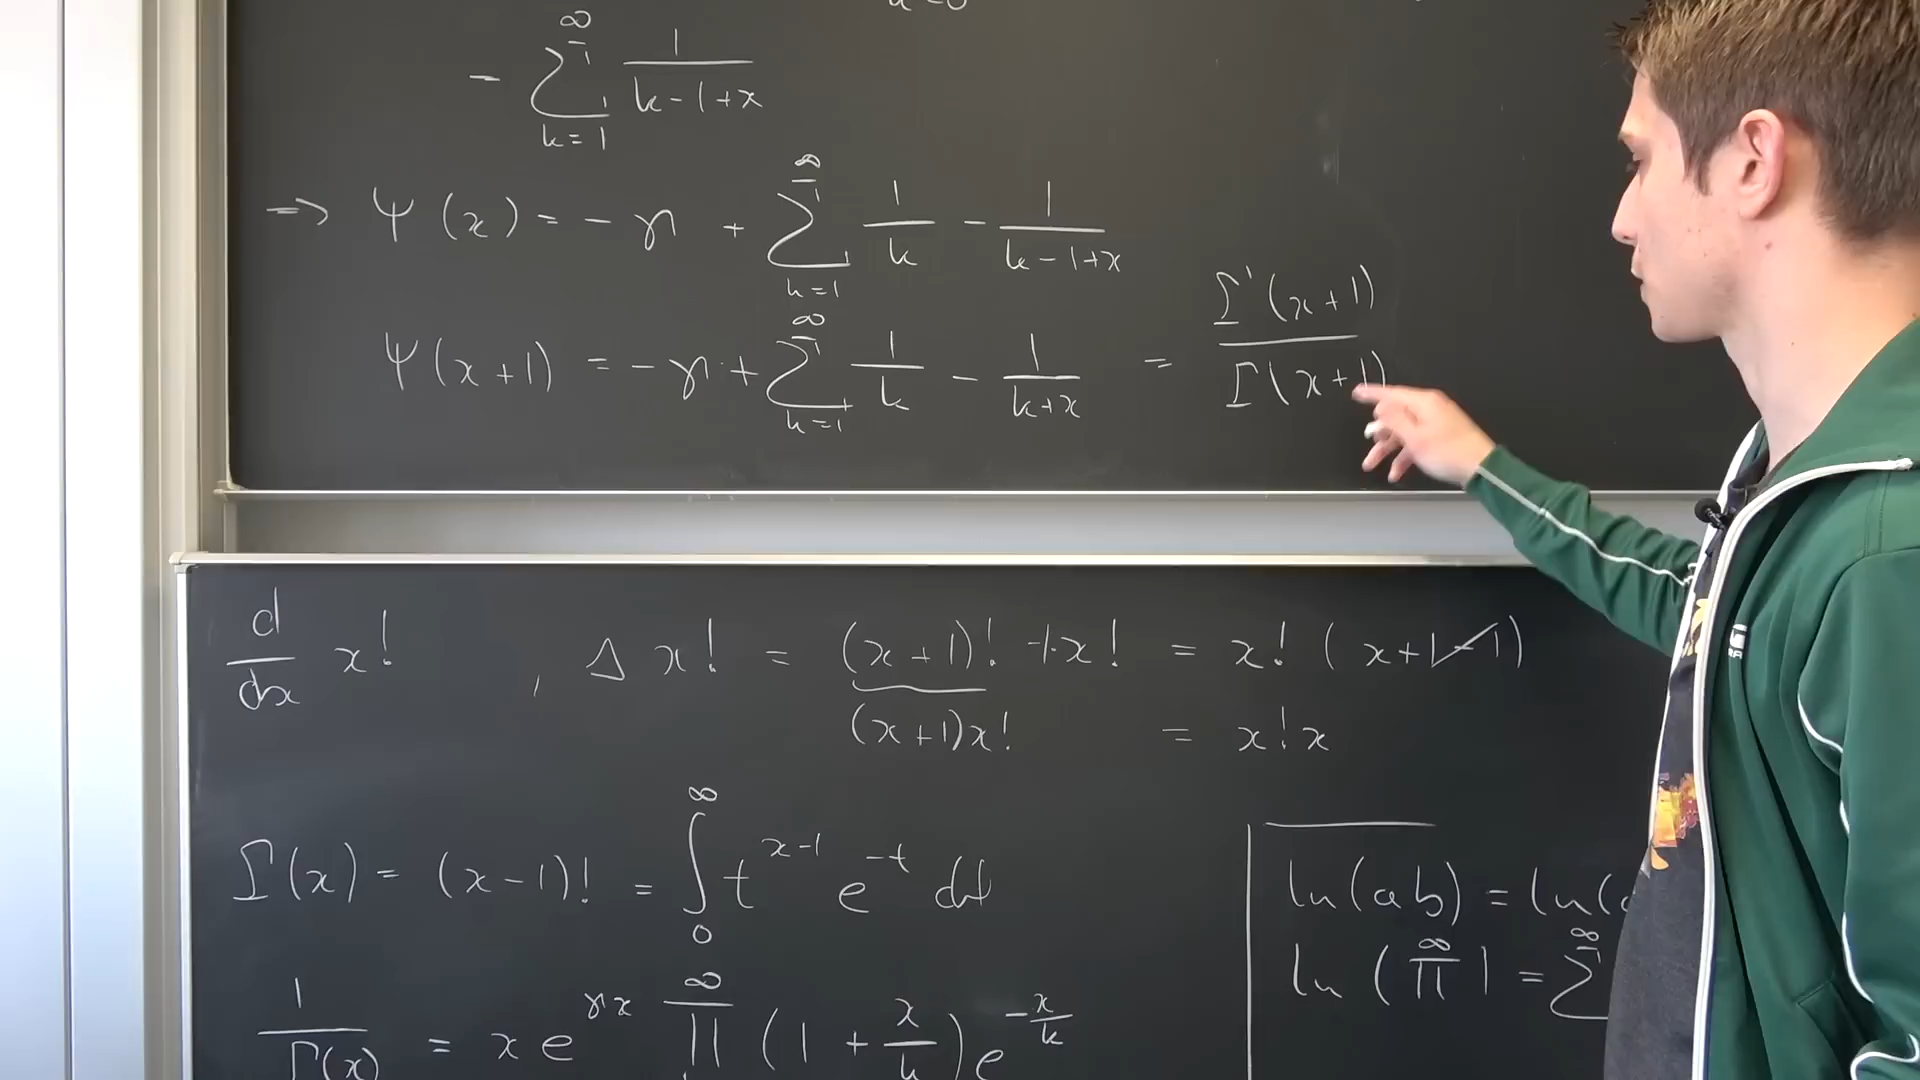 - ∑_{k=1}^{∞} 1/(k-1+x)
=> Ψ(x) = -γ + ∑_{k=1}^{∞} 1/k - 1/(k-1+x)
Ψ(x+1) = -γ + ∑_{k=1}^{∞} 1/k - 1/(k+x) = Γ'(x+1)/Γ(x+1)
d/dx x! , Δ x! = (x+1)! - 1·x! = x! (x+1-1)
(x+1)x! = x! x
Γ(x) = (x-1)! = ∫_0^∞ t^{x-1} e^{-t} dt
ln(ab) = ln(
ln(∏^∞) = ∑^∞
1/Γ(x) = x e^{γx} ∏^∞ (1 + x/k) e^{-x/k}